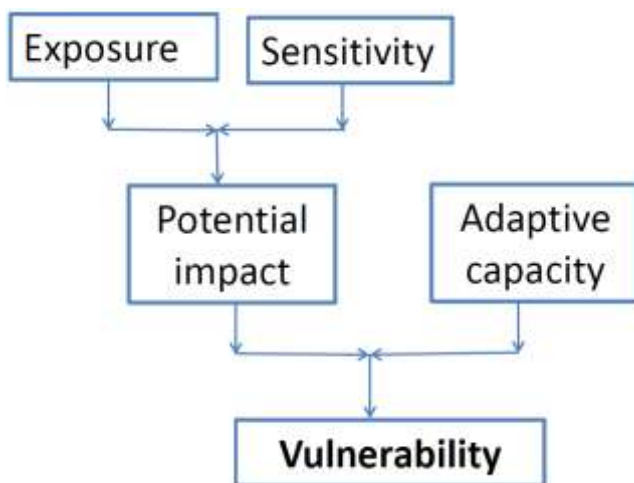 Exposure
Sensitivity
Potential
impact
Adaptive
capacity
Vulnerability